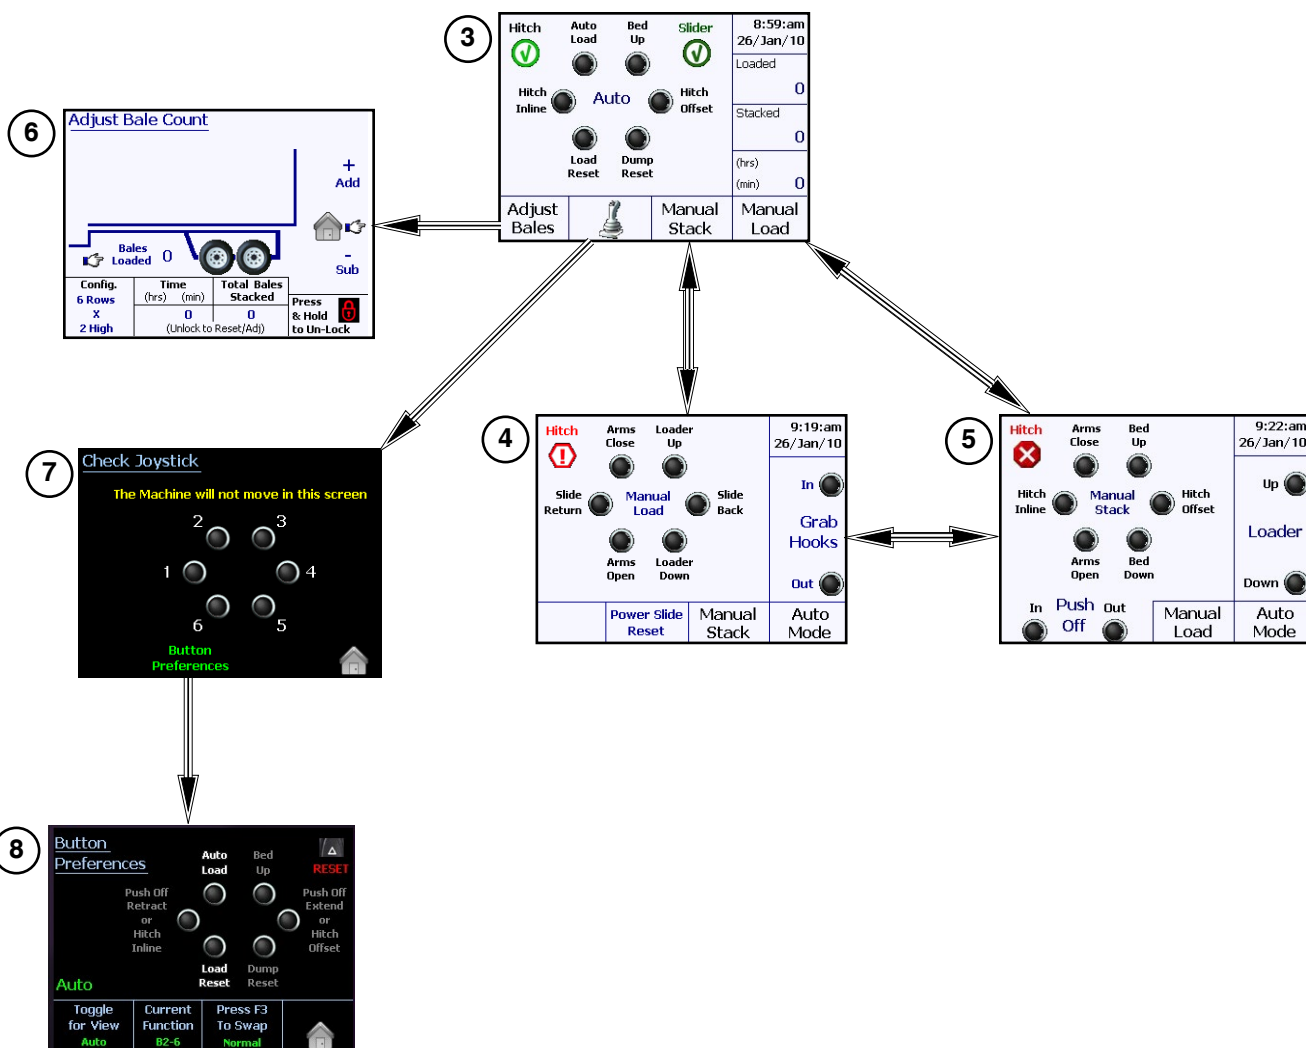 3
Hitch
Auto Load
Bed Up
Slider
8:59:am
26/Jan/10
Loaded
0
Hitch Inline
Auto
Hitch Offset
Stacked
0
Load Reset
Dump Reset
(hrs)
(min) 0
Adjust Bales
Manual Stack
Manual Load
6
Adjust Bale Count
+
Add
Bales Loaded 0
-
Sub
Config.
6 Rows
X
2 High
Time
(hrs) (min)
0
Total Bales Stacked
0
(Unlock to Reset/Adj)
Press & Hold to Un-Lock
4
Hitch
Arms Close
Loader Up
9:19:am
26/Jan/10
In
Slide Return
Manual Load
Slide Back
Grab Hooks
Arms Open
Loader Down
Out
Power Slide Reset
Manual Stack
Auto Mode
5
Hitch
Arms Close
Bed Up
9:22:am
26/Jan/10
Up
Hitch Inline
Manual Stack
Hitch Offset
Loader
Arms Open
Bed Down
Down
In
Push Off
Out
Manual Load
Auto Mode
7
Check Joystick
The Machine will not move in this screen
2
3
1
4
6
5
Button Preferences
8
Button Preferences
Auto Load
Bed Up
RESET
Push Off Retract or Hitch Inline
Push Off Extend or Hitch Offset
Load Reset
Dump Reset
Auto
Toggle for View
Auto
Current Function
B2-6
Press F3 To Swap
Normal